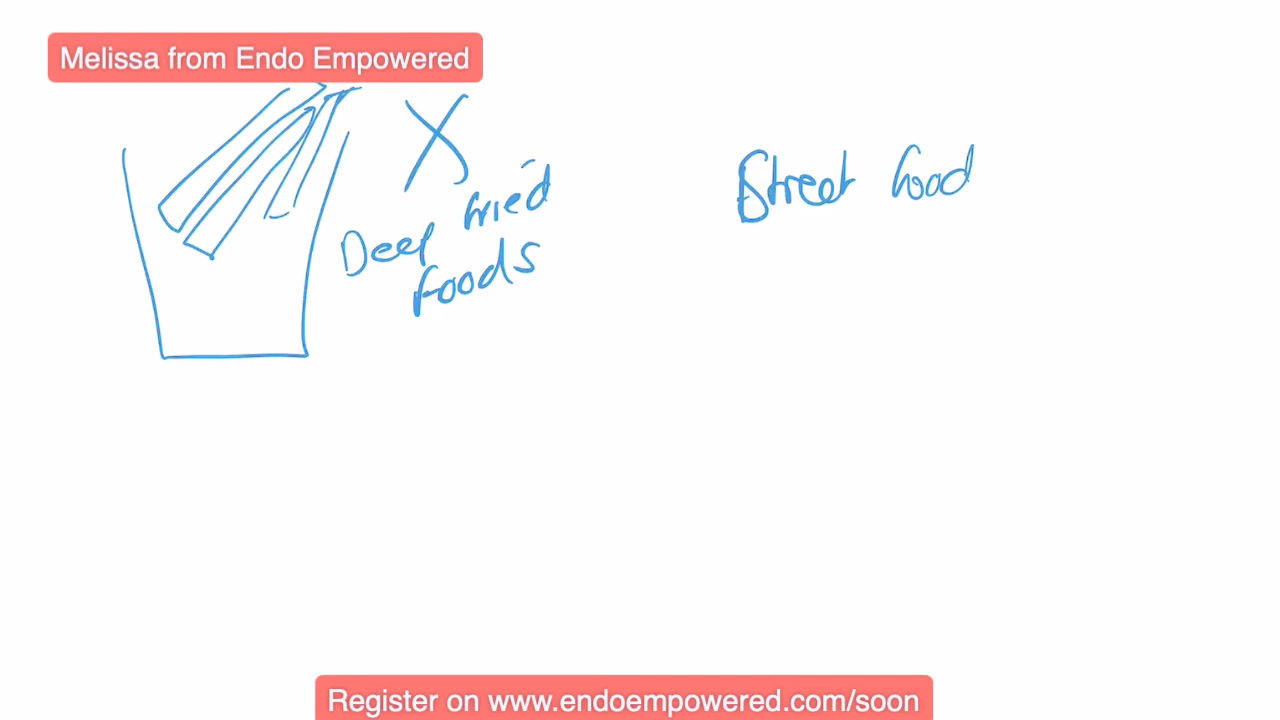 Melissa from Endo Empowered
X
Deep fried
foods
Street food
Register on www.endoempowered.com/soon